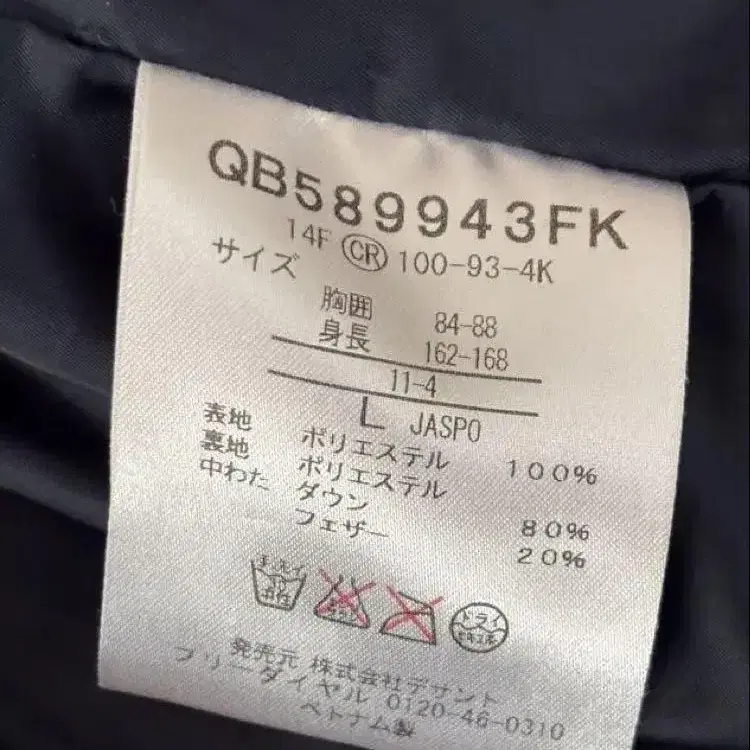 QB589943FK
14F CR 100-93-4K
サイズ
胸囲 84-88
身長 162-168
11-4
L JASPO
表地 ポリエステル 100%
裏地 ポリエステル
中わた ダウン 80%
フェザー 20%
手洗イ
ドライ
発売元 株式会社デサント
フリーダイヤル 0120-46-0310
ベトナム製